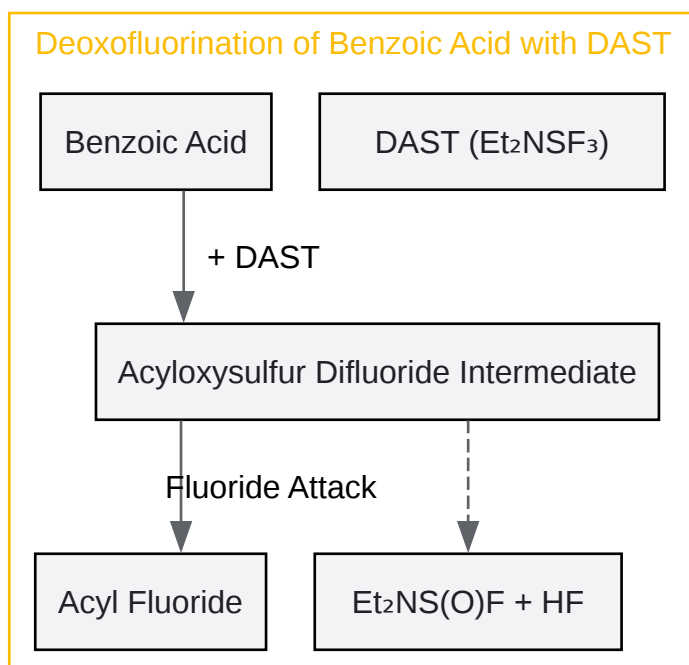 Deoxofluorination of Benzoic Acid with DAST
Benzoic Acid
DAST (Et₂NSF₃)
+ DAST
Acyloxysulfur Difluoride Intermediate
Fluoride Attack
Acyl Fluoride
Et₂NS(O)F + HF